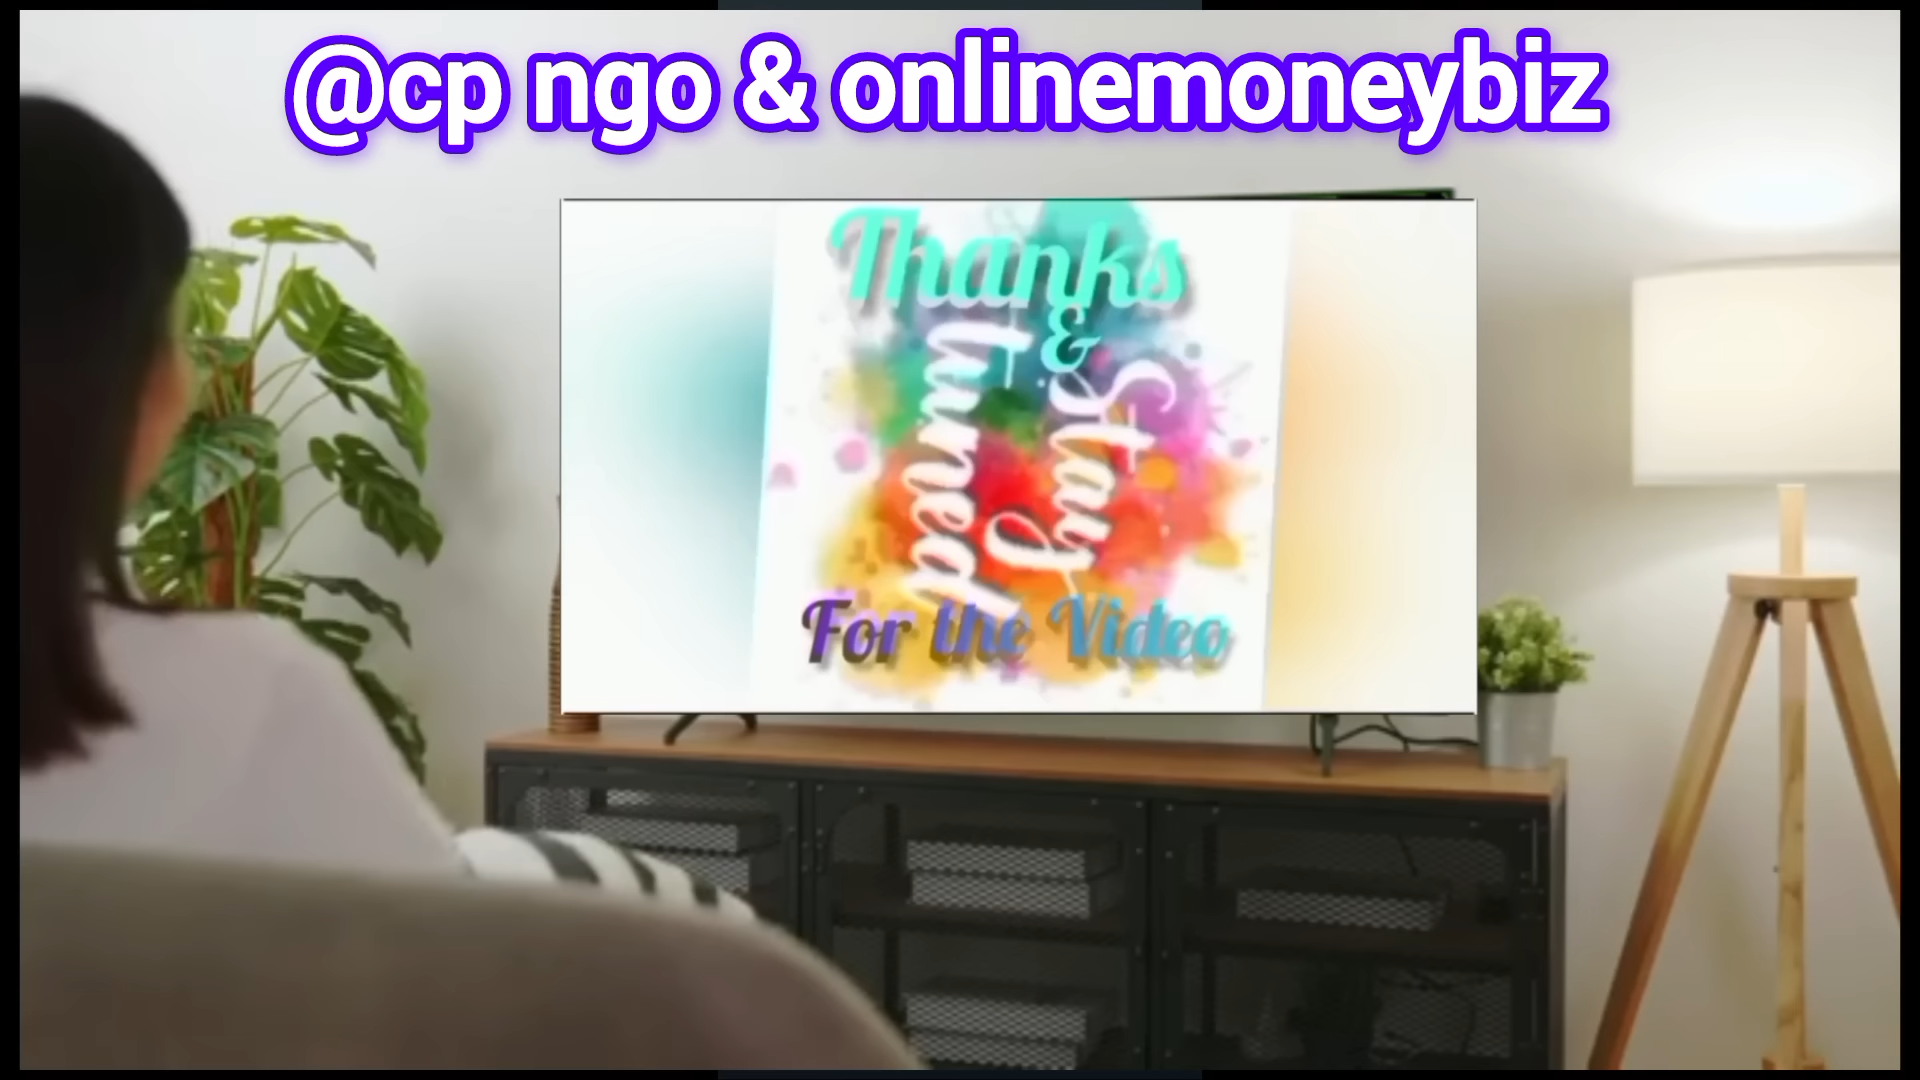 @cp ngo & onlinemoneybiz
Thanks
&
Stay
tuned
For the Video